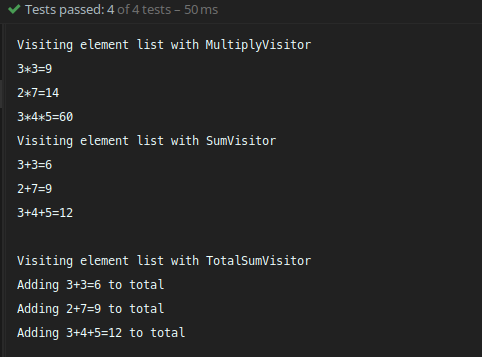 Tests passed: 4 of 4 tests – 50 ms
Visiting element list with MultiplyVisitor
3*3=9
2*7=14
3*4*5=60
Visiting element list with SumVisitor
3+3=6
2+7=9
3+4+5=12
Visiting element list with TotalSumVisitor
Adding 3+3=6 to total
Adding 2+7=9 to total
Adding 3+4+5=12 to total